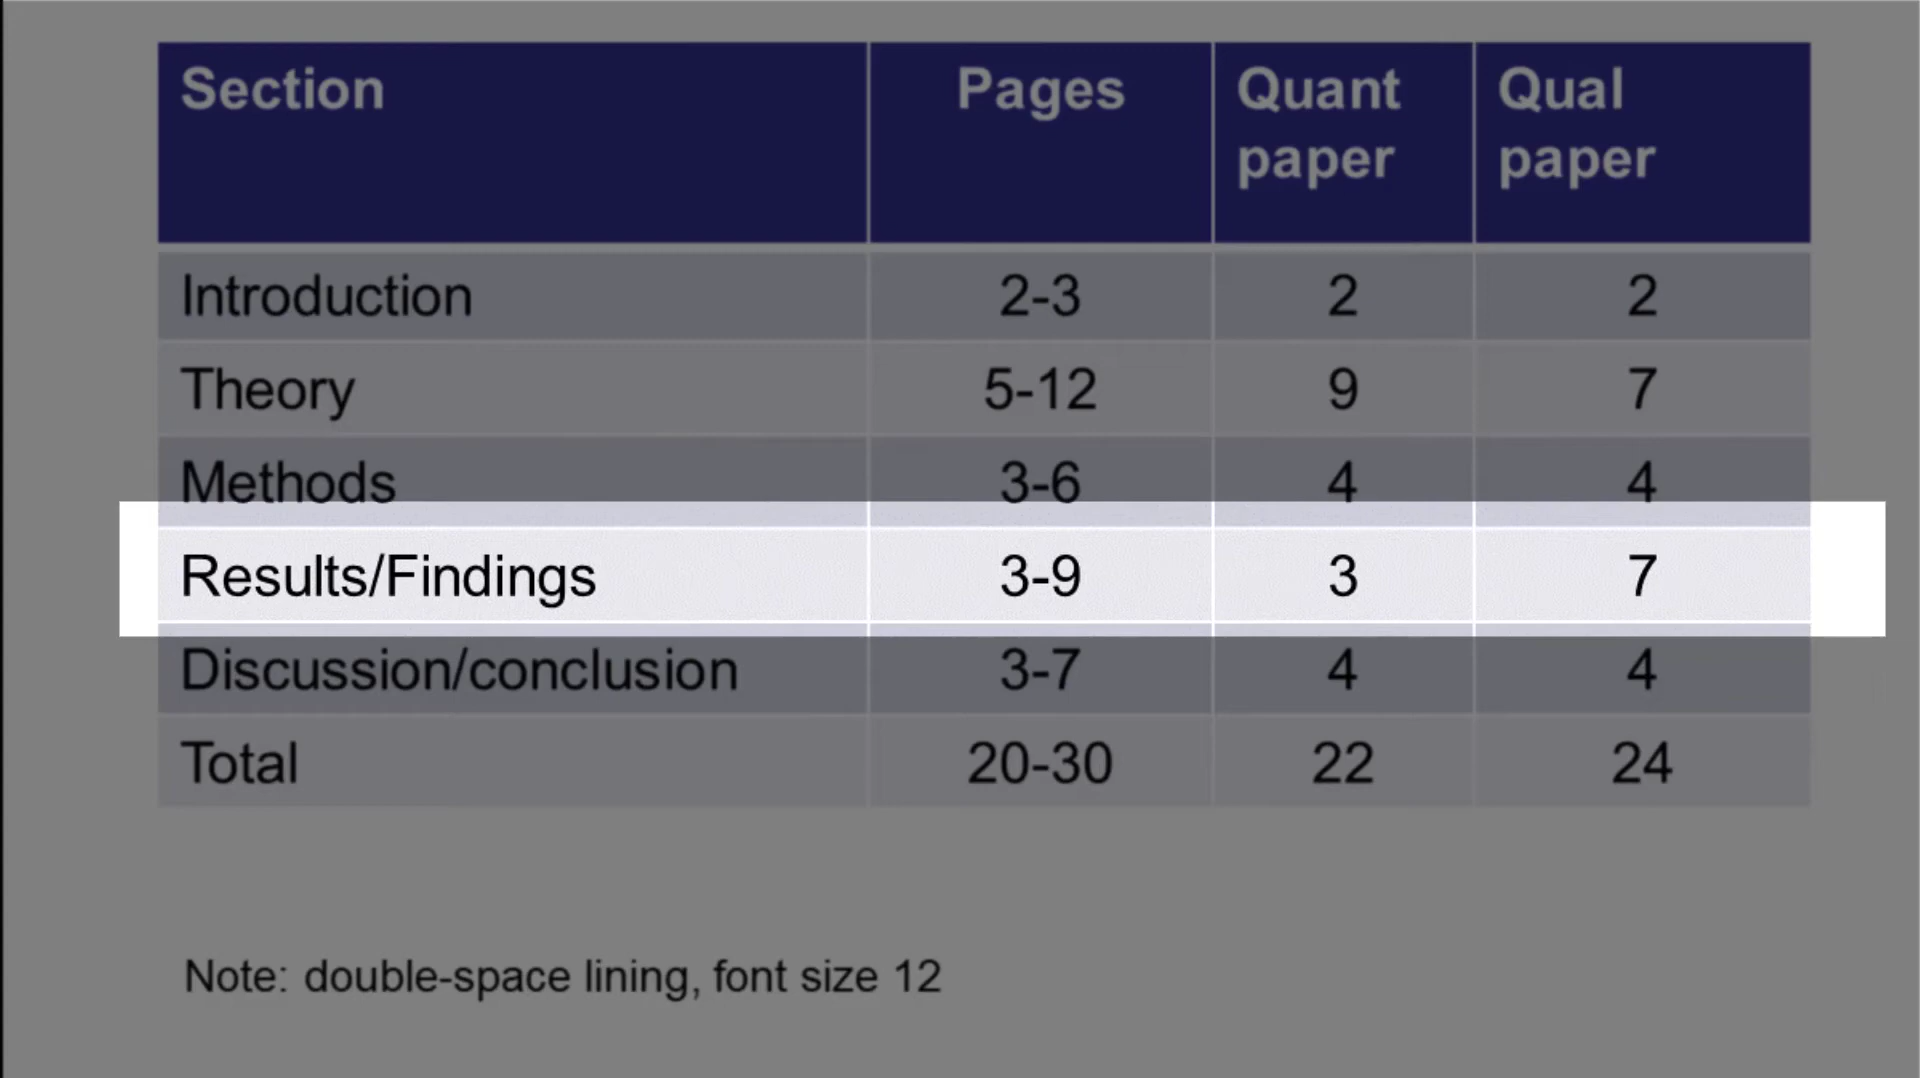 Section Pages Quant paper Qual paper
Introduction 2-3 2 2
Theory 5-12 9 7
Methods 3-6 4 4
Results/Findings 3-9 3 7
Discussion/conclusion 3-7 4 4
Total 20-30 22 24
Note: double-space lining, font size 12